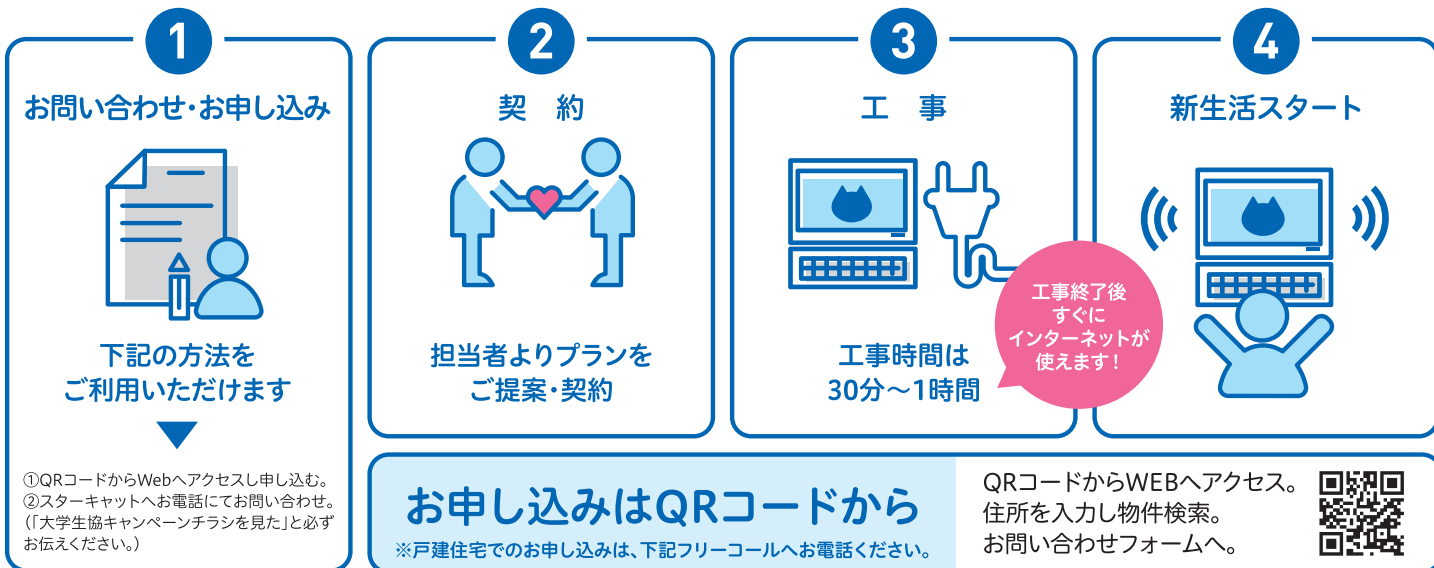 1
お問い合わせ・お申し込み
下記の方法を
ご利用いただけます
①QRコードからWebへアクセスし申し込む。
②スターキャットへお電話にてお問い合わせ。
(「大学生協キャンペーンチラシを見た」と必ず
お伝えください。)
2
契 約
担当者よりプランを
ご提案・契約
3
工 事
工事時間は
30分〜1時間
工事終了後
すぐに
インターネットが
使えます!
4
新生活スタート
お申し込みはQRコードから
※戸建住宅でのお申し込みは、下記フリーコールへお電話ください。
QRコードからWEBへアクセス。
住所を入力し物件検索。
お問い合わせフォームへ。